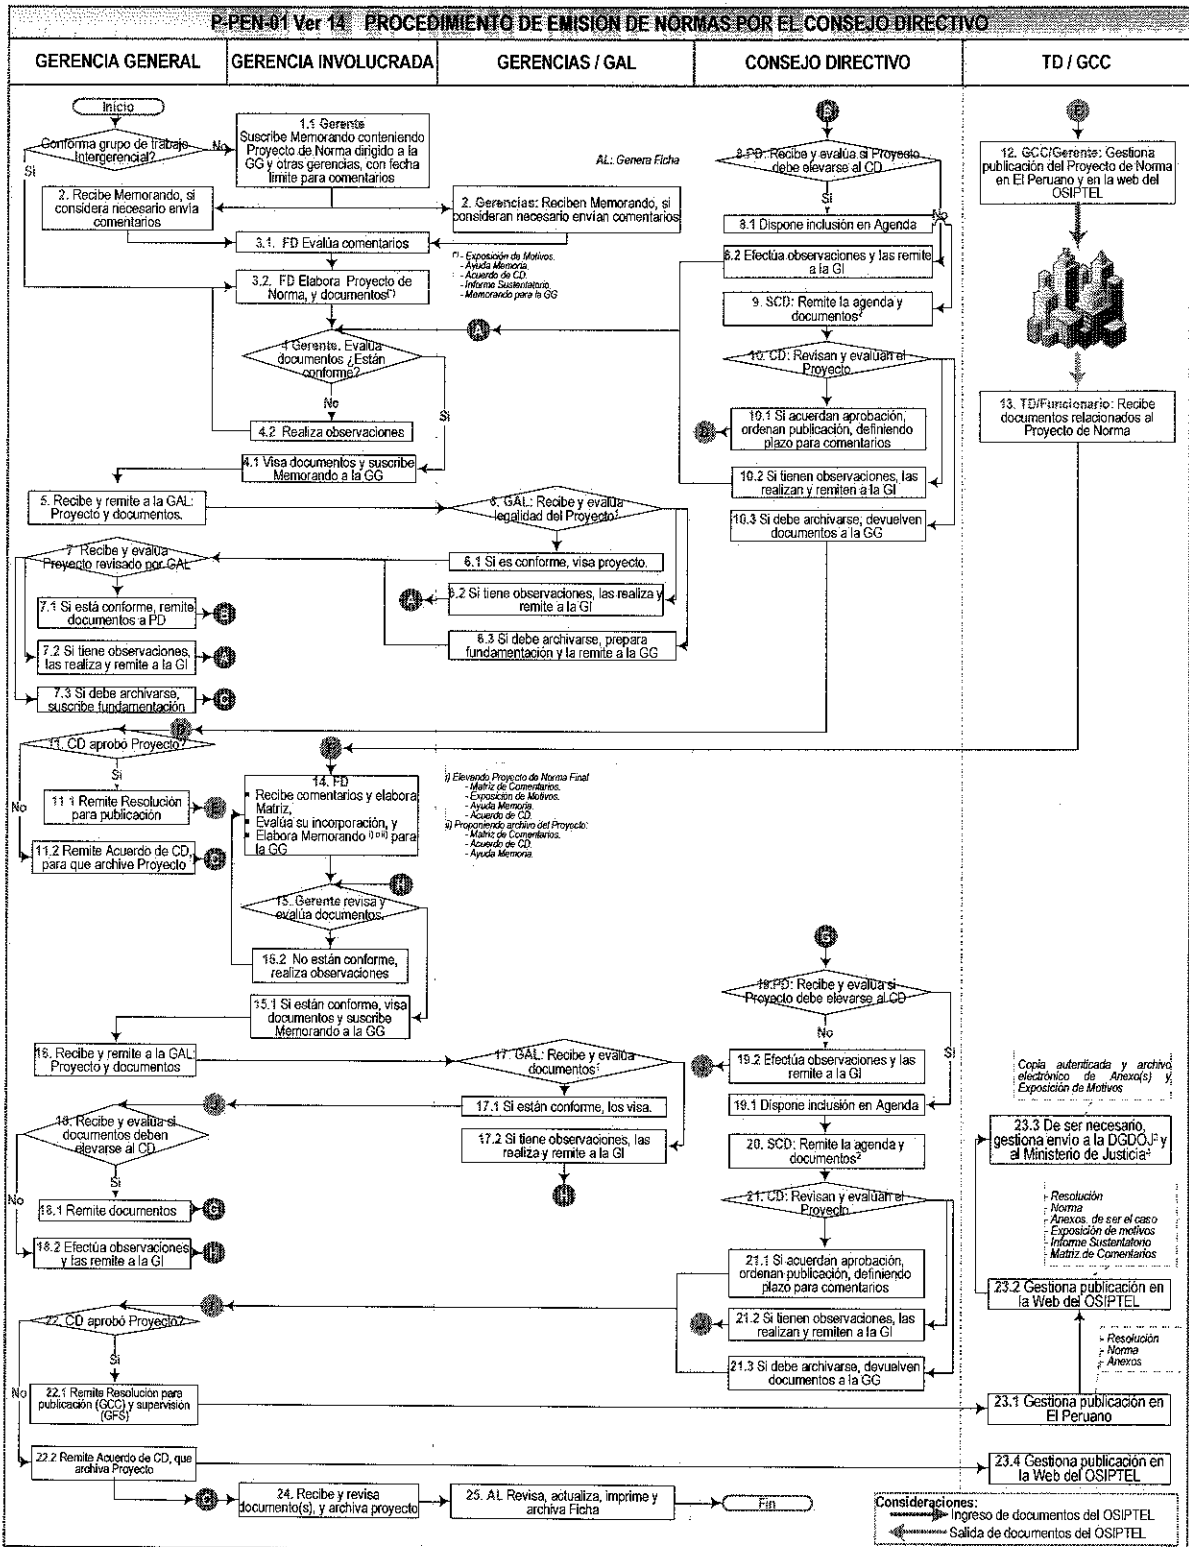 P-PEN-01 Ver 14 PROCEDIMIENTO DE EMISION DE NORMAS POR EL CONSEJO DIRECTIVO
GERENCIA GENERAL
GERENCIA INVOLUCRADA
GERENCIAS / GAL
CONSEJO DIRECTIVO
TD / GCC
Inicio
Conforma grupo de trabajo
Intergerencial?
No
Si
1.1 Gerente
Suscribe Memorando conteniendo
Proyecto de Norma dirigido a la
GG y otras gerencias, con fecha
límite para comentarios
AL: Genera Ficha
2. Recibe Memorando, si
considera necesario envía
comentarios
2. Gerencias: Reciben Memorando, si
consideran necesario envían comentarios
3.1. FD Evalúa comentarios
3.2. FD Elabora Proyecto de
Norma, y documentos(*)
(*) - Exposición de Motivos.
- Ayuda Memoria.
- Acuerdo de CD.
- Informe Sustentatorio.
- Memorando para la GG
A
4 Gerente. Evalúa
documentos ¿Están
conforme?
No
Si
4.2 Realiza observaciones
4.1 Visa documentos y suscribe
Memorando a la GG
5. Recibe y remite a la GAL:
Proyecto y documentos.
6. GAL: Recibe y evalúa
legalidad del Proyecto
6.1 Si es conforme, visa proyecto.
6.2 Si tiene observaciones, las realiza y
remite a la GI
A
6.3 Si debe archivarse, prepara
fundamentación y la remite a la GG
7. Recibe y evalúa
Proyecto revisado por GAL
7.1 Si está conforme, remite
documentos a PD
B
7.2 Si tiene observaciones,
las realiza y remite a la GI
A
7.3 Si debe archivarse,
suscribe fundamentación
C
B
8.PD: Recibe y evalúa si Proyecto
debe elevarse al CD
Si
No
8.1 Dispone inclusión en Agenda
8.2 Efectúa observaciones y las remite
a la GI
9. SCD: Remite la agenda y
documentos2
10. CD: Revisan y evalúan el
Proyecto
10.1 Si acuerdan aprobación,
ordenan publicación, definiendo
plazo para comentarios
D
10.2 Si tienen observaciones, las
realizan y remiten a la GI
10.3 Si debe archivarse, devuelven
documentos a la GG
E
12. GCC/Gerente: Gestiona
publicación del Proyecto de Norma
en El Peruano y en la web del
OSIPTEL
13. TD/Funcionario: Recibe
documentos relacionados al
Proyecto de Norma
D
11. CD aprobó Proyecto?
Si
No
11.1 Remite Resolución
para publicación
E
11.2 Remite Acuerdo de CD,
para que archive Proyecto
C
F
14. FD
Recibe comentarios y elabora
Matriz,
Evalúa su incorporación, y
Elabora Memorando i) o ii) para
la GG
i) Elevando Proyecto de Norma Final
- Matriz de Comentarios.
- Exposición de Motivos.
- Ayuda Memoria.
- Acuerdo de CD.
ii) Proponiendo archivo del Proyecto:
- Matriz de Comentarios.
- Acuerdo de CD.
- Ayuda Memoria.
H
15. Gerente revisa y
evalúa documentos.
15.2 No están conforme,
realiza observaciones
15.1 Si están conforme, visa
documentos y suscribe
Memorando a la GG
16. Recibe y remite a la GAL:
Proyecto y documentos
17. GAL: Recibe y evalúa
documentos
17.1 Si están conforme, los visa.
17.2 Si tiene observaciones, las
realiza y remite a la GI
H
18. Recibe y evalúa si
documentos deben
elevarse al CD
Si
No
18.1 Remite documentos
G
18.2 Efectúa observaciones
y las remite a la GI
H
G
19.PD: Recibe y evalúa si
Proyecto debe elevarse al CD
No
Si
19.2 Efectúa observaciones y las
remite a la GI
19.1 Dispone inclusión en Agenda
20. SCD: Remite la agenda y
documentos2
21. CD: Revisan y evalúan el
Proyecto
21.1 Si acuerdan aprobación,
ordenan publicación, definiendo
plazo para comentarios
21.2 Si tienen observaciones, las
realizan y remiten a la GI
21.3 Si debe archivarse, devuelven
documentos a la GG
Copia autenticada y archivo
electrónico de Anexo(s) y
Exposición de Motivos
23.3 De ser necesario,
gestiona envío a la DGDOJ y
al Ministerio de Justicia
- Resolución
- Norma
- Anexos. de ser el caso
- Exposición de motivos
- Informe Sustentatorio
- Matriz de Comentarios
23.2 Gestiona publicación en
la Web del OSIPTEL
- Resolución
- Norma
- Anexos
23.1 Gestiona publicación en
El Peruano
22. CD aprobó Proyecto?
Si
No
22.1 Remite Resolución para
publicación (GCC) y supervisión
(GFS)
22.2 Remite Acuerdo de CD, que
archiva Proyecto
23.4 Gestiona publicación en
la Web del OSIPTEL
C
24. Recibe y revisa
documento(s), y archiva proyecto
25. AL Revisa, actualiza, imprime y
archiva Ficha
Fin
Consideraciones:
Ingreso de documentos del OSIPTEL
Salida de documentos del OSIPTEL